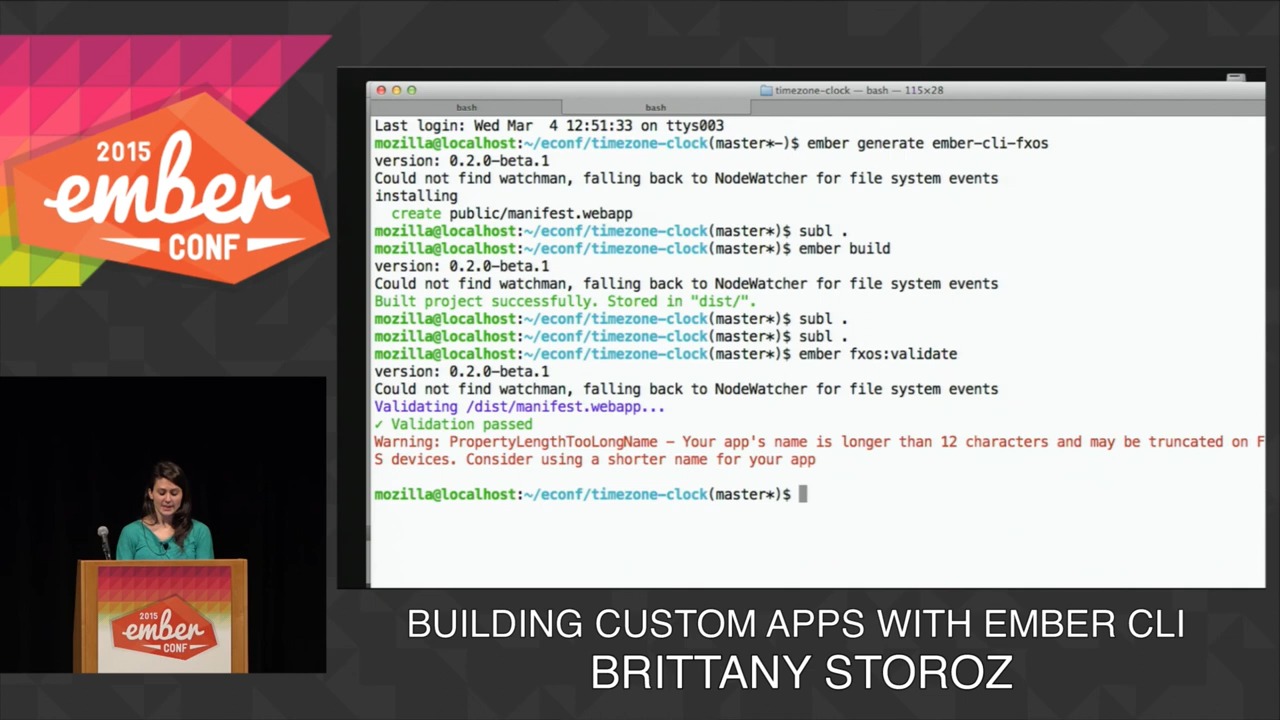 2015
ember
CONF
timezone-clock — bash — 115×28
bash
bash
Last login: Wed Mar  4 12:51:33 on ttys003
mozilla@localhost:~/econf/timezone-clock(master*-)$ ember generate ember-cli-fxos
version: 0.2.0-beta.1
Could not find watchman, falling back to NodeWatcher for file system events
installing
  create public/manifest.webapp
mozilla@localhost:~/econf/timezone-clock(master*)$ subl .
mozilla@localhost:~/econf/timezone-clock(master*)$ ember build
version: 0.2.0-beta.1
Could not find watchman, falling back to NodeWatcher for file system events
Built project successfully. Stored in "dist/".
mozilla@localhost:~/econf/timezone-clock(master*)$ subl .
mozilla@localhost:~/econf/timezone-clock(master*)$ subl .
mozilla@localhost:~/econf/timezone-clock(master*)$ ember fxos:validate
version: 0.2.0-beta.1
Could not find watchman, falling back to NodeWatcher for file system events
Validating /dist/manifest.webapp...
✓ Validation passed
Warning: PropertyLengthTooLongName - Your app's name is longer than 12 characters and may be truncated on F
S devices. Consider using a shorter name for your app
mozilla@localhost:~/econf/timezone-clock(master*)$
2015
ember
CONF
BUILDING CUSTOM APPS WITH EMBER CLI
BRITTANY STOROZ